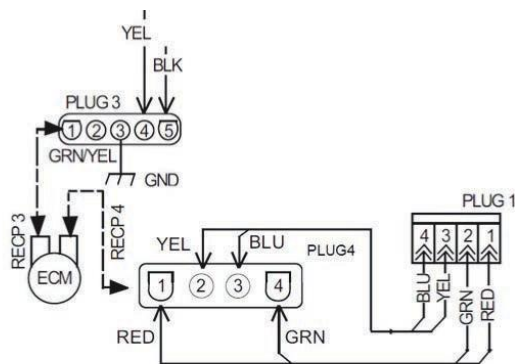 YEL
BLK
PLUG 3
1 2 3 4 5
GRN/YEL
GND
RECP 3
RECP 4
ECM
PLUG 1
4 3 2 1
BLU
YEL
GRN
RED
YEL
BLU
PLUG4
1 2 3 4
RED
GRN